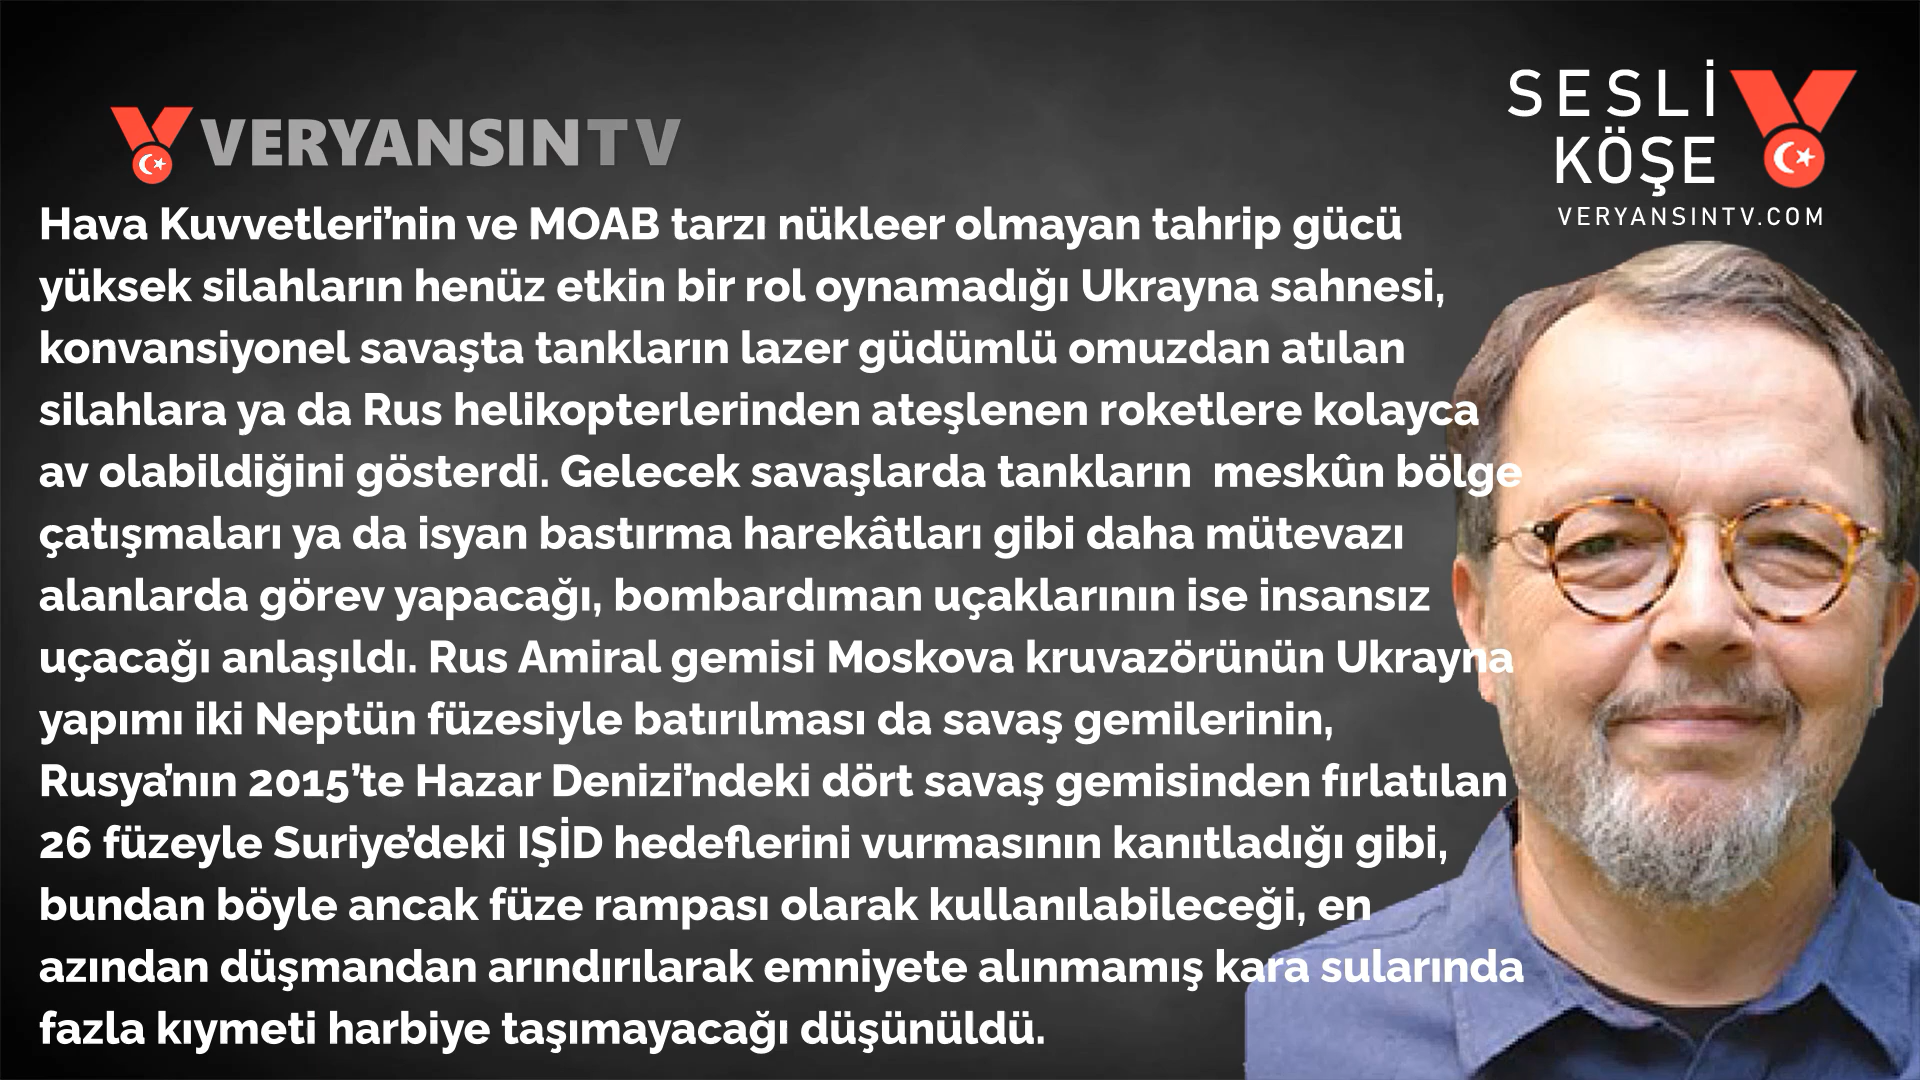 VERYANSINTV
SESLİ
KÖŞE
VERYANSINTV.COM
Hava Kuvvetleri’nin ve MOAB tarzı nükleer olmayan tahrip gücü
yüksek silahların henüz etkin bir rol oynamadığı Ukrayna sahnesi,
konvansiyonel savaşta tankların lazer güdümlü omuzdan atılan
silahlara ya da Rus helikopterlerinden ateşlenen roketlere kolayca
av olabildiğini gösterdi. Gelecek savaşlarda tankların meskûn bölge
çatışmaları ya da isyan bastırma harekâtları gibi daha mütevazı
alanlarda görev yapacağı, bombardıman uçaklarının ise insansız
uçacağı anlaşıldı. Rus Amiral gemisi Moskova kruvazörünün Ukrayna
yapımı iki Neptün füzesiyle batırılması da savaş gemilerinin,
Rusya’nın 2015’te Hazar Denizi’ndeki dört savaş gemisinden fırlatılan
26 füzeyle Suriye’deki IŞİD hedeflerini vurmasının kanıtladığı gibi,
bundan böyle ancak füze rampası olarak kullanılabileceği, en
azından düşmandan arındırılarak emniyete alınmamış kara sularında
fazla kıymeti harbiye taşımayacağı düşünüldü.